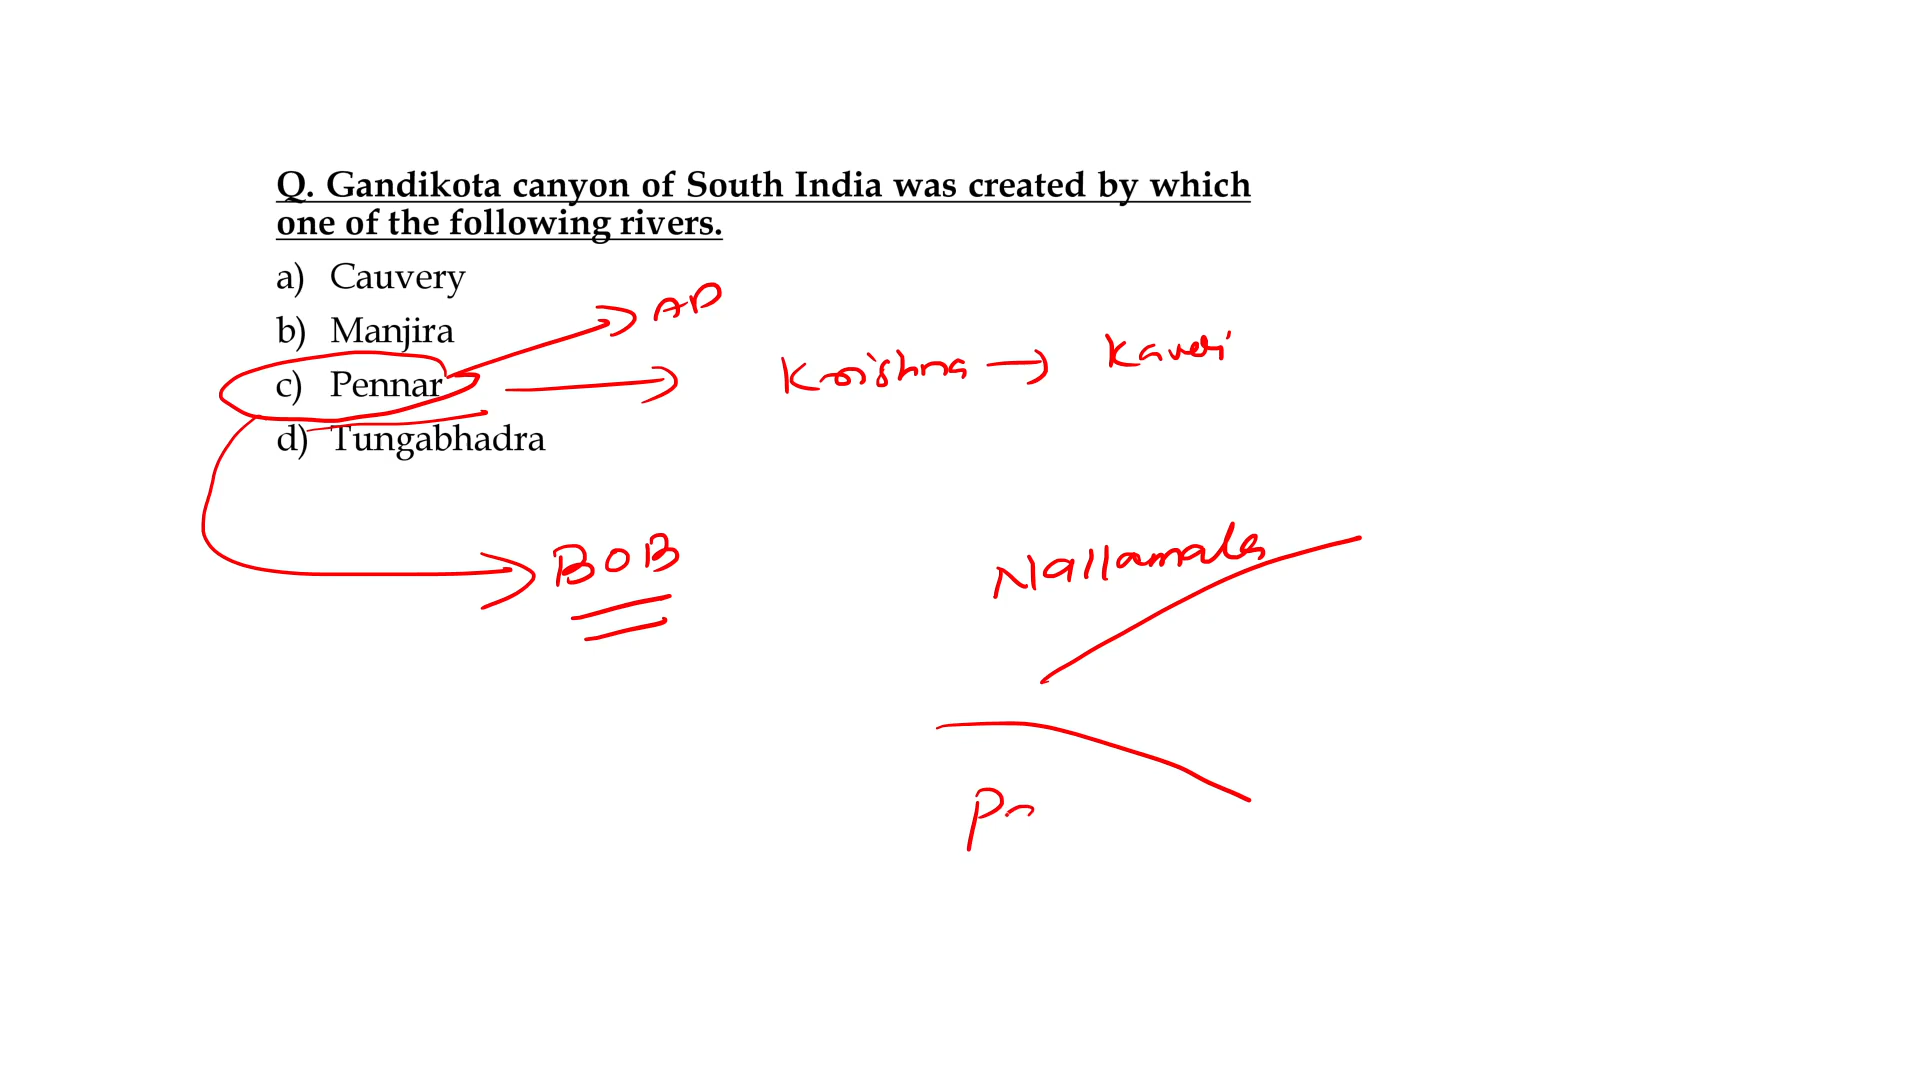 Q. Gandikota canyon of South India was created by which
one of the following rivers.
a) Cauvery
b) Manjira
c) Pennar
d) Tungabhadra
AP
Krishna → Kaveri
BOB
Nallamala